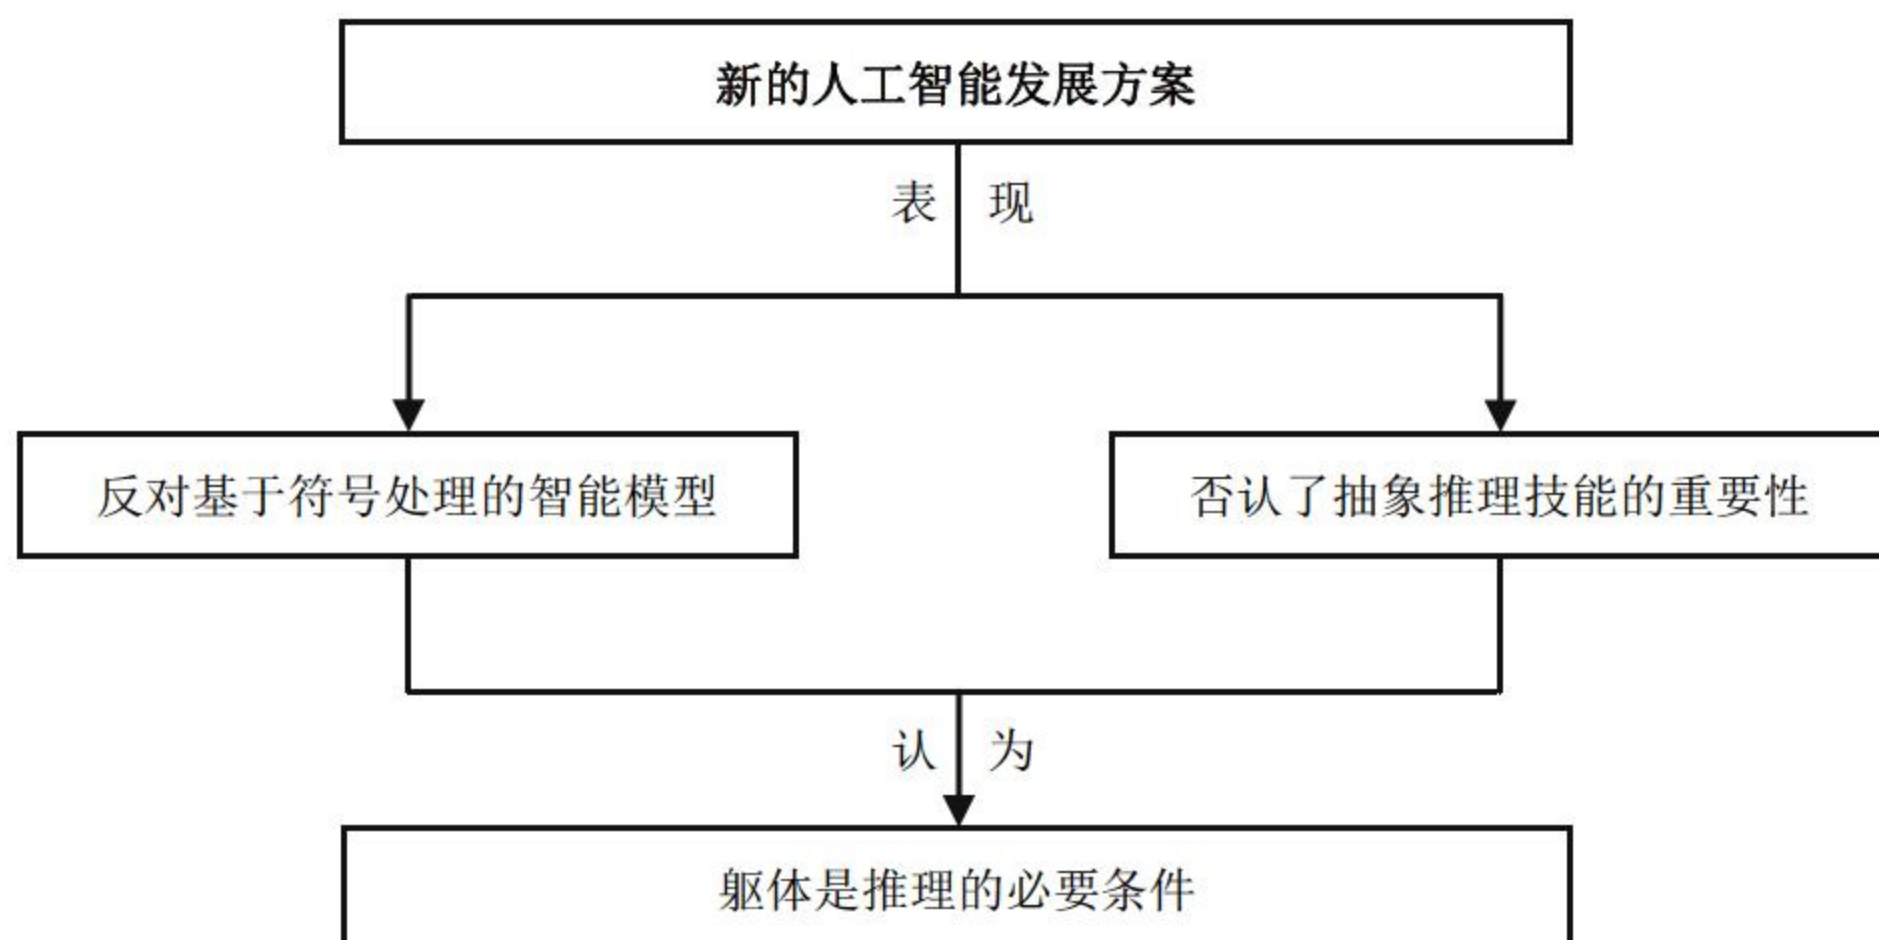 新的人工智能发展方案
表 现
反对基于符号处理的智能模型
否认了抽象推理技能的重要性
认 为
躯体是推理的必要条件